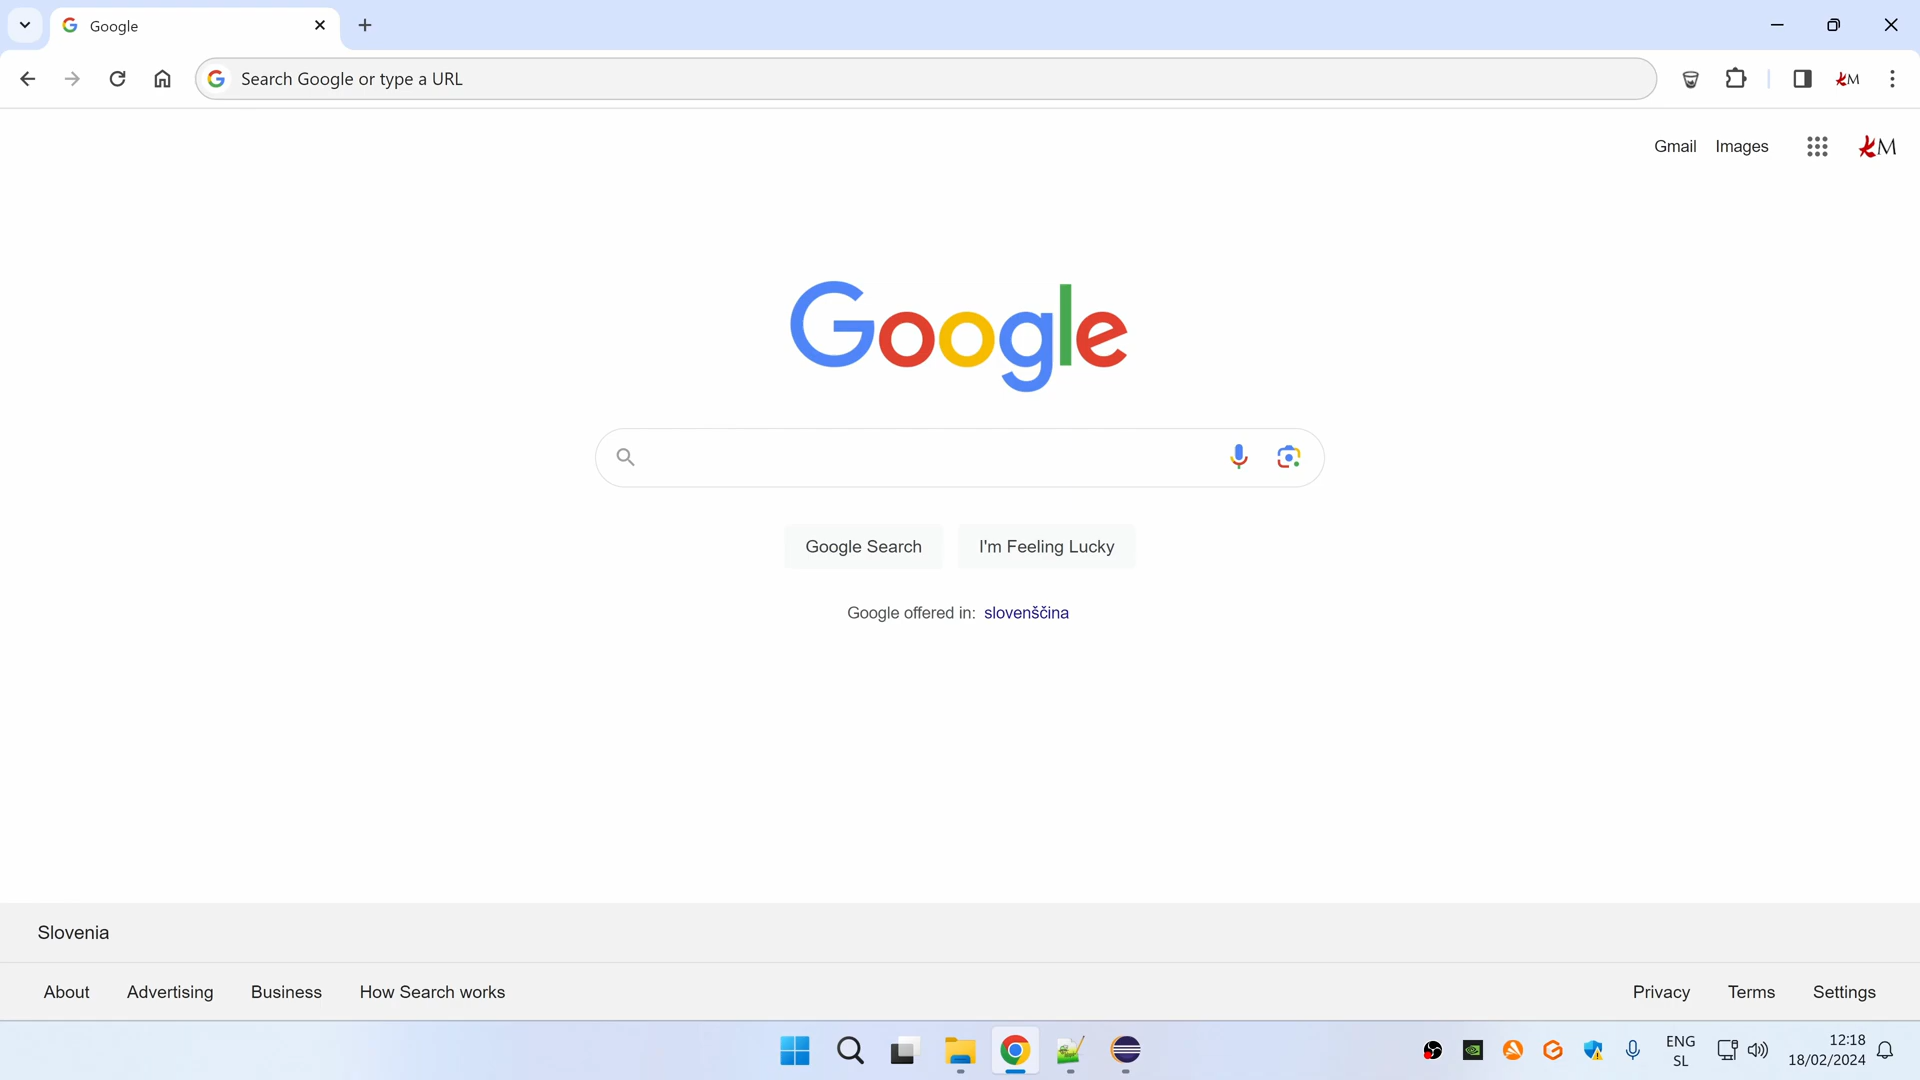 Google
Search Google or type a URL
Gmail Images
Google
Google Search I'm Feeling Lucky
Google offered in: slovenščina
Slovenia
About Advertising Business How Search works Privacy Terms Settings
ENG 12:18
SL 18/02/2024